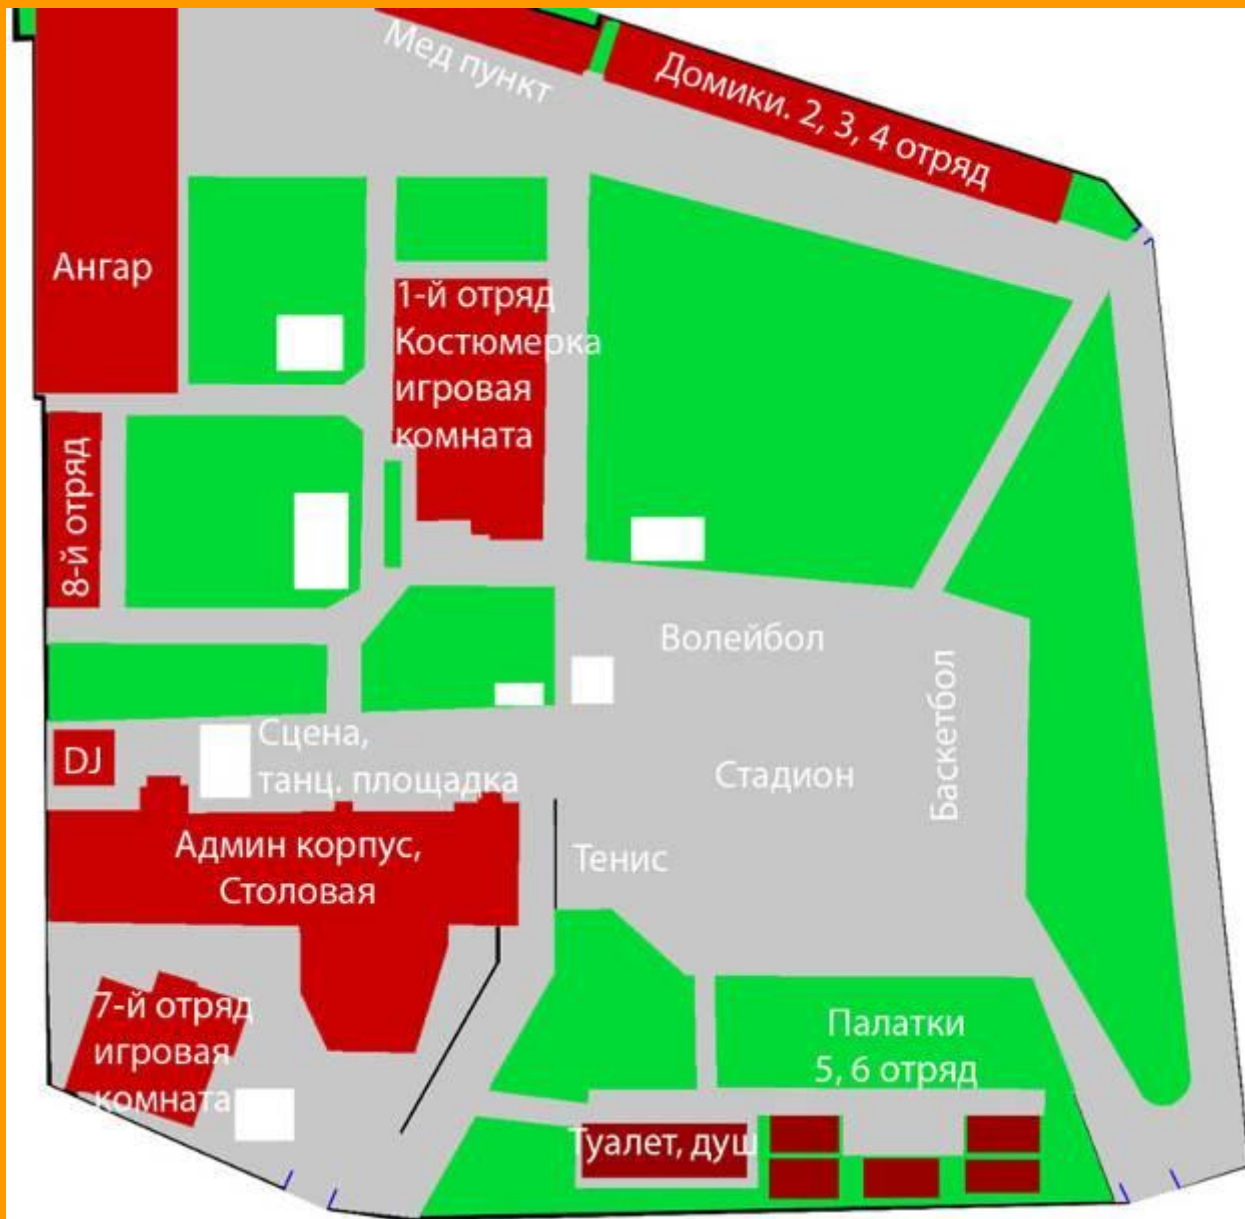 Мед пункт
Домики. 2, 3, 4 отряд
Ангар
1-й отряд
Костюмерка
игровая
комната
8-й отряд
Волейбол
Баскетбол
DJ
Сцена,
танц. площадка
Стадион
Админ корпус,
Столовая
Тенис
7-й отряд
игровая
комната
Палатки
5, 6 отряд
Туалет, душ